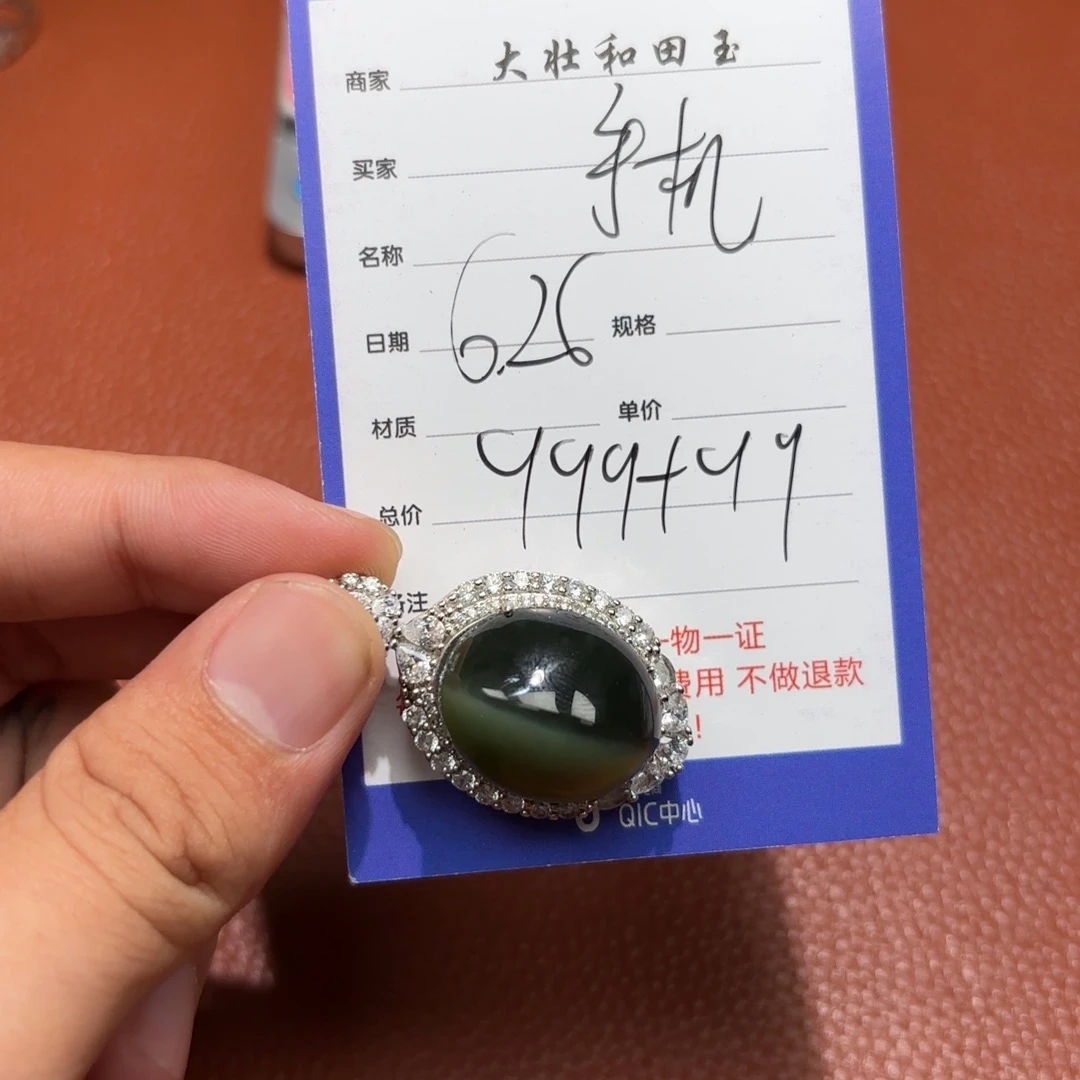 商家 大壮和田玉
买家 手机
名称
日期 6.26 规格
材质 单价
总价 999+99
备注
一物一证
费用 不做退款
!
QIC中心